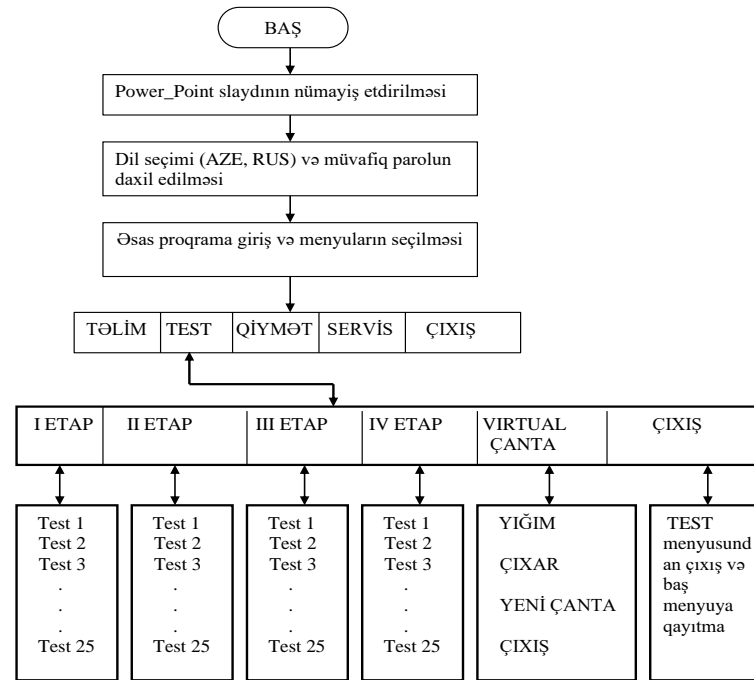 BAŞ
Power_Point slaydının nümayiş etdirilməsi
Dil seçimi (AZE, RUS) və müvafiq parolun
daxil edilməsi
Əsas proqrama giriş və menyuların seçilməsi
TƏLİM TEST QİYMƏT SERVİS ÇIXIŞ
I ETAP II ETAP III ETAP IV ETAP VIRTUAL ÇIXIŞ
ÇANTA
Test 1
Test 2
Test 3
.
.
.
Test 25
Test 1
Test 2
Test 3
.
.
.
Test 25
Test 1
Test 2
Test 3
.
.
.
Test 25
Test 1
Test 2
Test 3
.
.
.
Test 25
YIĞIM
ÇIXAR
YENİ ÇANTA
ÇIXIŞ
TEST
menyusund
an çıxış və
baş
menyuya
qayıtma